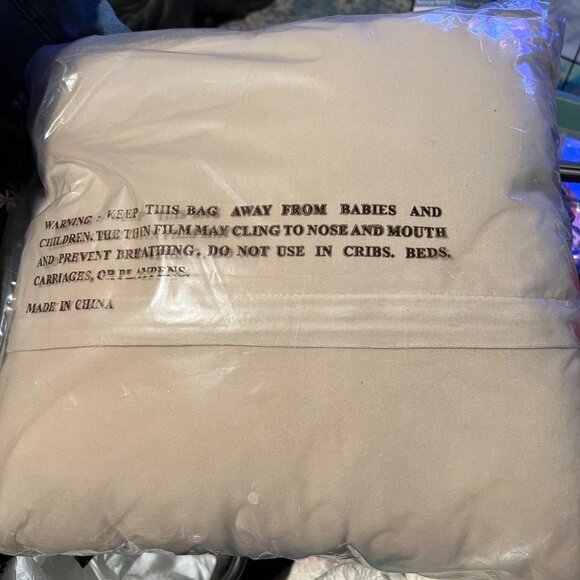 WARNING : KEEP THIS BAG AWAY FROM BABIES AND
CHILDREN. THE THIN FILM MAY CLING TO NOSE AND MOUTH
AND PREVENT BREATHING. DO NOT USE IN CRIBS. BEDS.
CARRIAGES, OR PLAYPENS.
MADE IN CHINA